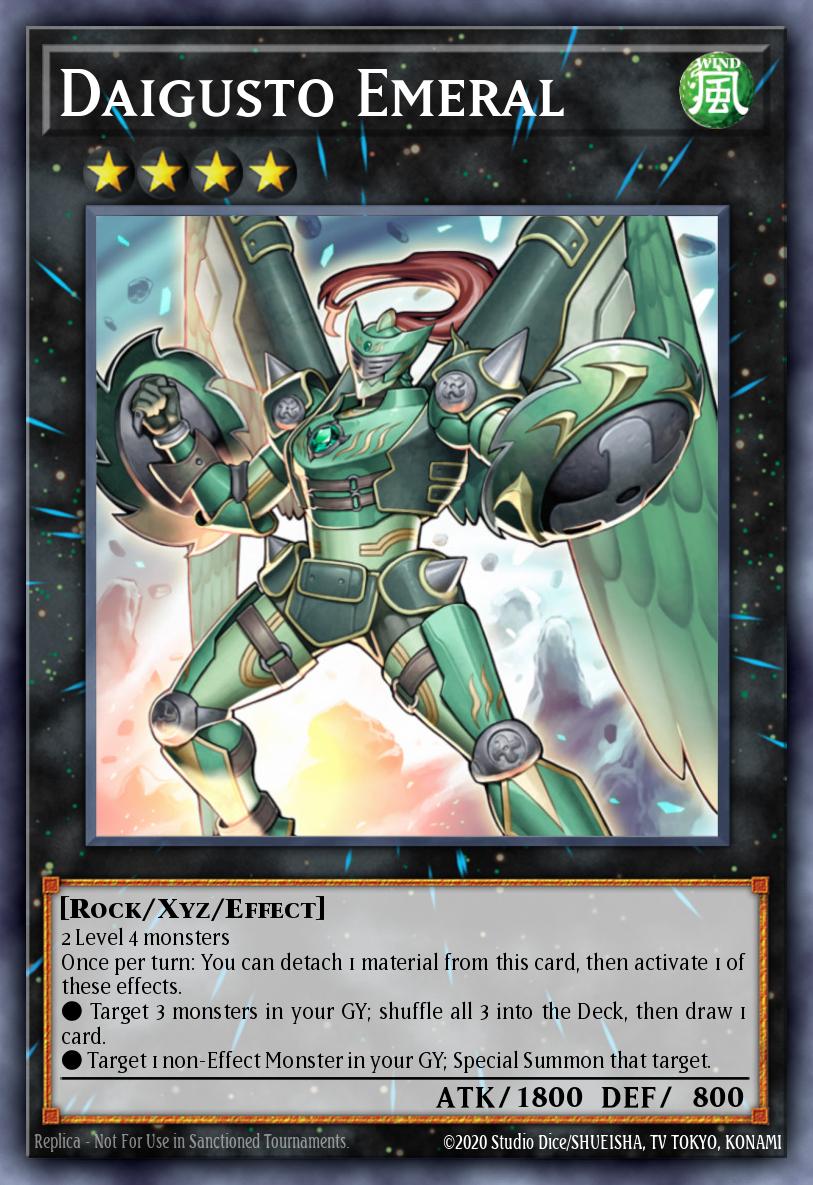 Daigusto Emeral
WIND
風
[Rock/Xyz/Effect]
2 Level 4 monsters
Once per turn: You can detach 1 material from this card, then activate 1 of
these effects.
● Target 3 monsters in your GY; shuffle all 3 into the Deck, then draw 1
card.
● Target 1 non-Effect Monster in your GY; Special Summon that target.
ATK/1800 DEF/ 800
Replica - Not For Use in Sanctioned Tournaments.
©2020 Studio Dice/SHUEISHA, TV TOKYO, KONAMI